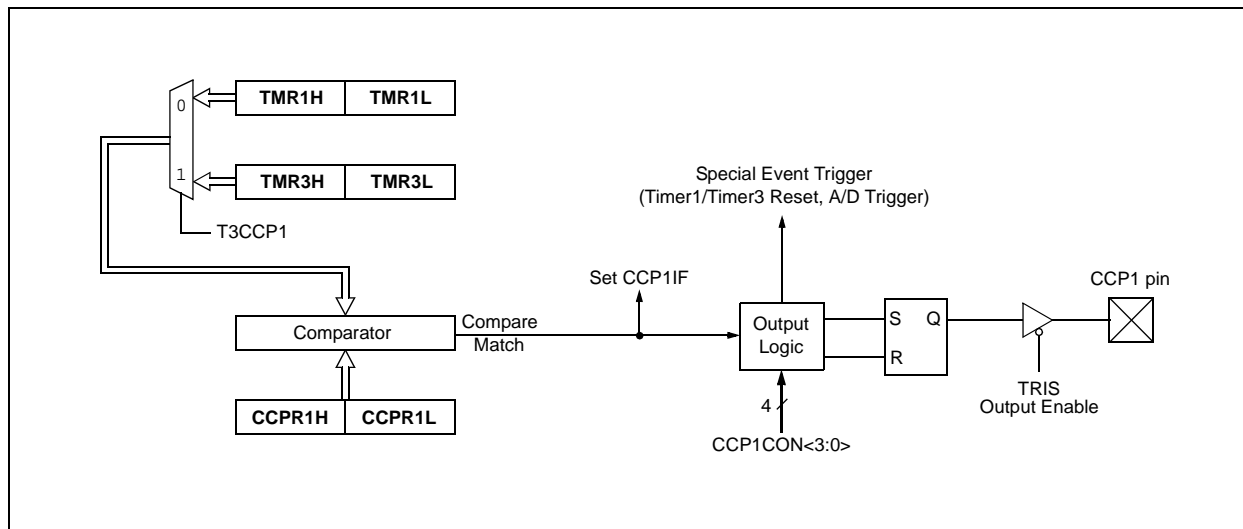 0
TMR1H TMR1L
1
TMR3H TMR3L
T3CCP1
Special Event Trigger
(Timer1/Timer3 Reset, A/D Trigger)
Set CCP1IF
CCP1 pin
Comparator
Compare
Match
Output
Logic
S Q
R
TRIS
Output Enable
CCPR1H CCPR1L
4
CCP1CON<3:0>